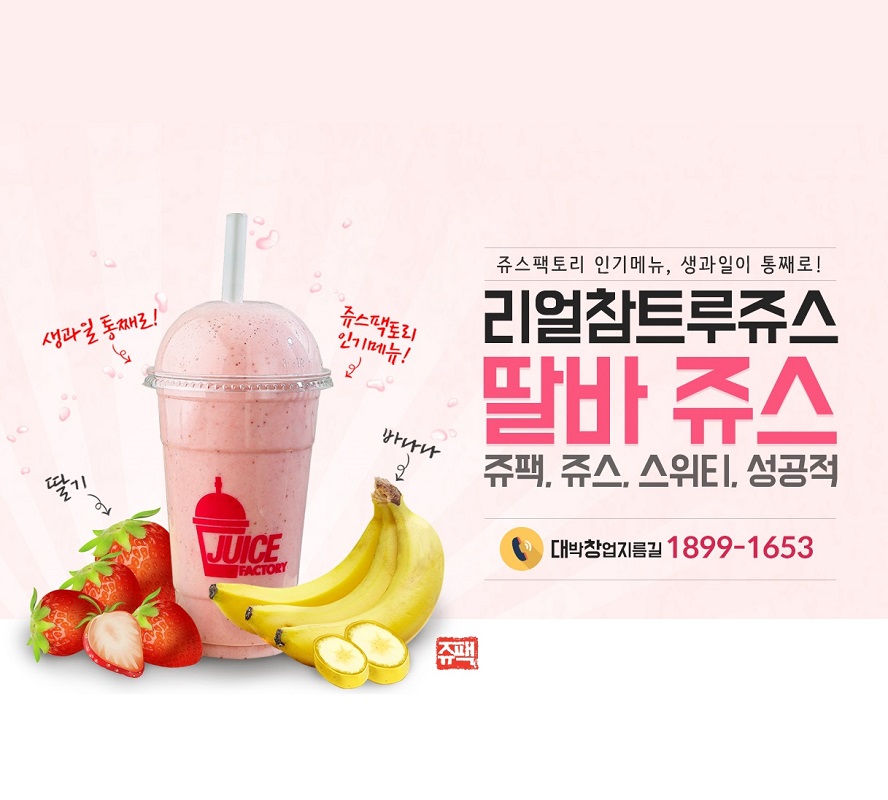 생과일 통째로!
쥬스팩토리
인기메뉴!
바나나
딸기
JUICE
FACTORY
쥬스팩토리 인기메뉴, 생과일이 통째로!
리얼참트루쥬스
딸바 쥬스
쥬팩, 쥬스, 스위티, 성공적
대박창업지름길 1899-1653
쥬팩